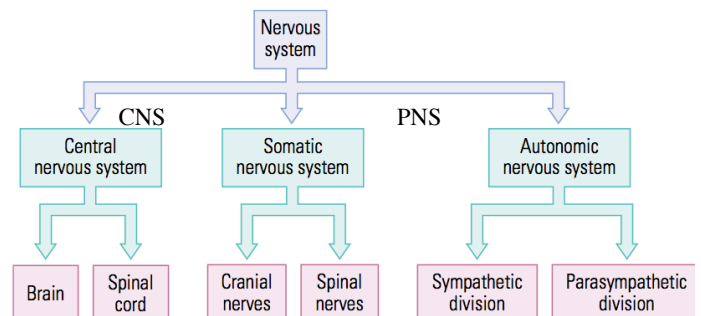 Nervous
system
CNS
PNS
Central
nervous system
Somatic
nervous system
Autonomic
nervous system
Brain
Spinal
cord
Cranial
nerves
Spinal
nerves
Sympathetic
division
Parasympathetic
division